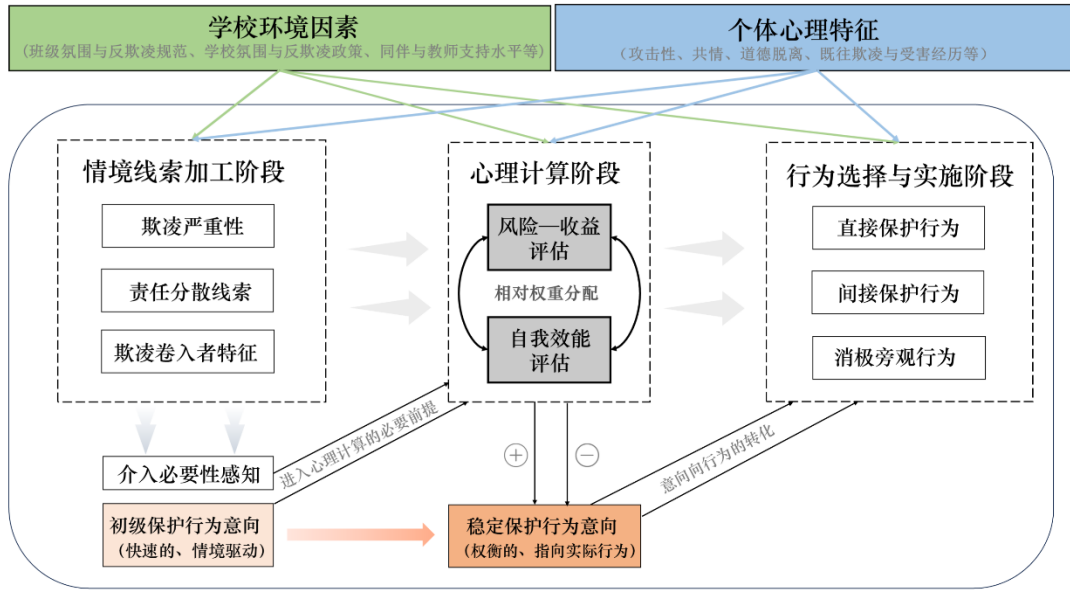 学校环境因素
（班级氛围与反欺凌规范、学校氛围与反欺凌政策、同伴与教师支持水平等）
个体心理特征
（攻击性、共情、道德脱离、既往欺凌与受害经历等）
情境线索加工阶段
欺凌严重性
责任分散线索
欺凌卷入者特征
心理计算阶段
风险—收益
评估
相对权重分配
自我效能
评估
行为选择与实施阶段
直接保护行为
间接保护行为
消极旁观行为
介入必要性感知
初级保护行为意向
（快速的、情境驱动）
进入心理计算的必要前提
+
−
稳定保护行为意向
（权衡的、指向实际行为）
意向向行为的转化